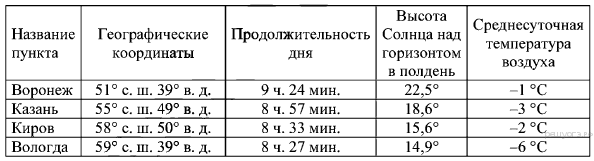 Название пункта | Географические координаты | Продолжительность дня | Высота Солнца над горизонтом в полдень | Среднесуточная температура воздуха
Воронеж | 51° с. ш. 39° в. д. | 9 ч. 24 мин. | 22,5° | –1 °C
Казань | 55° с. ш. 49° в. д. | 8 ч. 57 мин. | 18,6° | –3 °C
Киров | 58° с. ш. 50° в. д. | 8 ч. 33 мин. | 15,6° | –2 °C
Вологда | 59° с. ш. 39° в. д. | 8 ч. 27 мин. | 14,9° | –6 °C